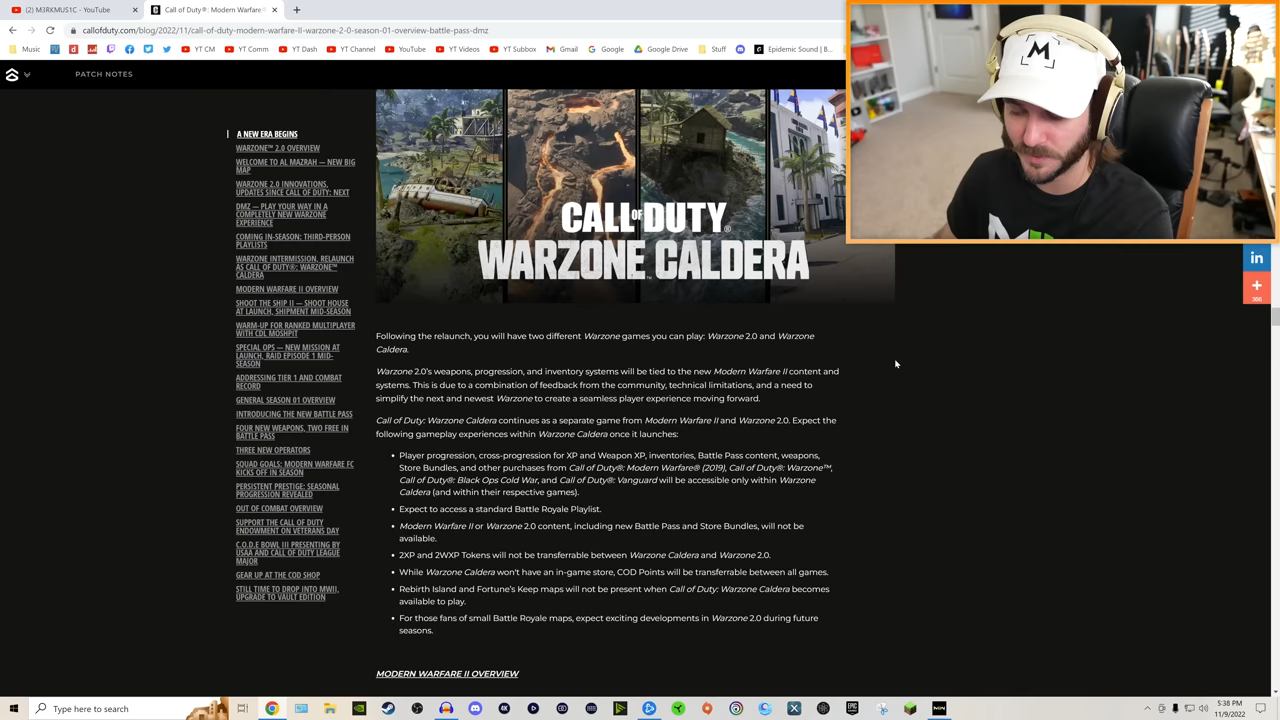 (2) M3RKMUS1C - YouTube
Call of Duty®: Modern Warfare®
callofduty.com/blog/2022/11/call-of-duty-modern-warfare-II-warzone-2-0-season-01-overview-battle-pass-dmz
Music
YT CM
YT Comm
YT Dash
YT Channel
YouTube
YT Videos
YT Subbox
Gmail
Google
Google Drive
Stuff
Epidemic Sound | B...
PATCH NOTES
A NEW ERA BEGINS
WARZONE™ 2.0 OVERVIEW
WELCOME TO AL MAZRAH — NEW BIG
MAP
WARZONE 2.0 INNOVATIONS,
UPDATES SINCE CALL OF DUTY: NEXT
DMZ — PLAY YOUR WAY IN A
COMPLETELY NEW WARZONE
EXPERIENCE
COMING IN-SEASON: THIRD-PERSON
PLAYLISTS
WARZONE INTERMISSION, RELAUNCH
AS CALL OF DUTY®: WARZONE™
CALDERA
MODERN WARFARE II OVERVIEW
SHOOT THE SHIP II — SHOOT HOUSE
AT LAUNCH, SHIPMENT MID-SEASON
WARM-UP FOR RANKED MULTIPLAYER
WITH CDL MOSHPIT
SPECIAL OPS — NEW MISSION AT
LAUNCH, RAID EPISODE 1 MID-
SEASON
ADDRESSING TIER 1 AND COMBAT
RECORD
GENERAL SEASON 01 OVERVIEW
INTRODUCING THE NEW BATTLE PASS
FOUR NEW WEAPONS, TWO FREE IN
BATTLE PASS
THREE NEW OPERATORS
SQUAD GOALS: MODERN WARFARE FC
KICKS OFF IN SEASON
PERSISTENT PRESTIGE: SEASONAL
PROGRESSION REVEALED
OUT OF COMBAT OVERVIEW
SUPPORT THE CALL OF DUTY
ENDOWMENT ON VETERANS DAY
C.O.D.E BOWL III PRESENTING BY
USAA AND CALL OF DUTY LEAGUE
MAJOR
GEAR UP AT THE COD SHOP
STILL TIME TO DROP INTO MWII,
UPGRADE TO VAULT EDITION
CALL OF DUTY®
WARZONE™ CALDERA
Following the relaunch, you will have two different Warzone games you can play: Warzone 2.0 and Warzone
Caldera.
Warzone 2.0's weapons, progression, and inventory systems will be tied to the new Modern Warfare II content and
systems. This is due to a combination of feedback from the community, technical limitations, and a need to
simplify the next and newest Warzone to create a seamless player experience moving forward.
Call of Duty: Warzone Caldera continues as a separate game from Modern Warfare II and Warzone 2.0. Expect the
following gameplay experiences within Warzone Caldera once it launches:
• Player progression, cross-progression for XP and Weapon XP, inventories, Battle Pass content, weapons,
Store Bundles, and other purchases from Call of Duty®: Modern Warfare® (2019), Call of Duty®: Warzone™,
Call of Duty®: Black Ops Cold War, and Call of Duty®: Vanguard will be accessible only within Warzone
Caldera (and within their respective games).
• Expect to access a standard Battle Royale Playlist.
• Modern Warfare II or Warzone 2.0 content, including new Battle Pass and Store Bundles, will not be
available.
• 2XP and 2WXP Tokens will not be transferrable between Warzone Caldera and Warzone 2.0.
• While Warzone Caldera won't have an in-game store, COD Points will be transferrable between all games.
• Rebirth Island and Fortune's Keep maps will not be present when Call of Duty: Warzone Caldera becomes
available to play.
• For those fans of small Battle Royale maps, expect exciting developments in Warzone 2.0 during future
seasons.
MODERN WARFARE II OVERVIEW
M
in
+
366
Type here to search
5:38 PM
11/9/2022